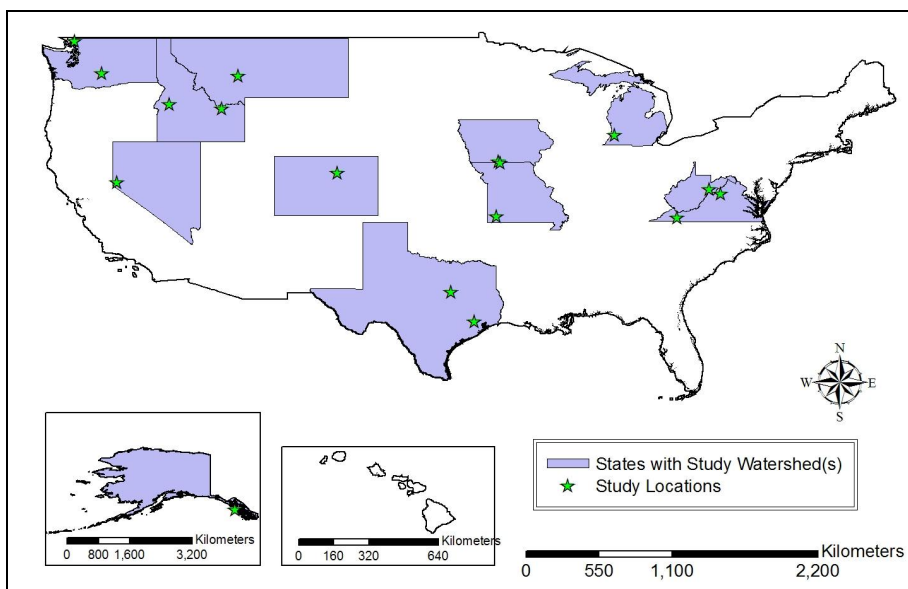 N
W E
S
States with Study Watershed(s)
Study Locations
Kilometers
0 800 1,600 3,200
Kilometers
0 160 320 640
Kilometers
0 550 1,100 2,200